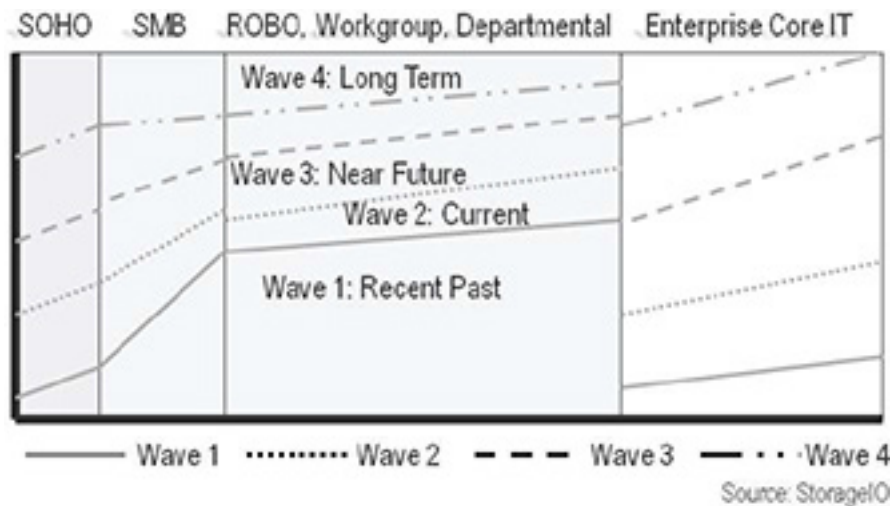 SOHO SMB ROBO, Workgroup, Departmental Enterprise Core IT
Wave 4: Long Term
Wave 3: Near Future
Wave 2: Current
Wave 1: Recent Past
Wave 1 Wave 2 Wave 3 Wave 4
Source: StorageIO